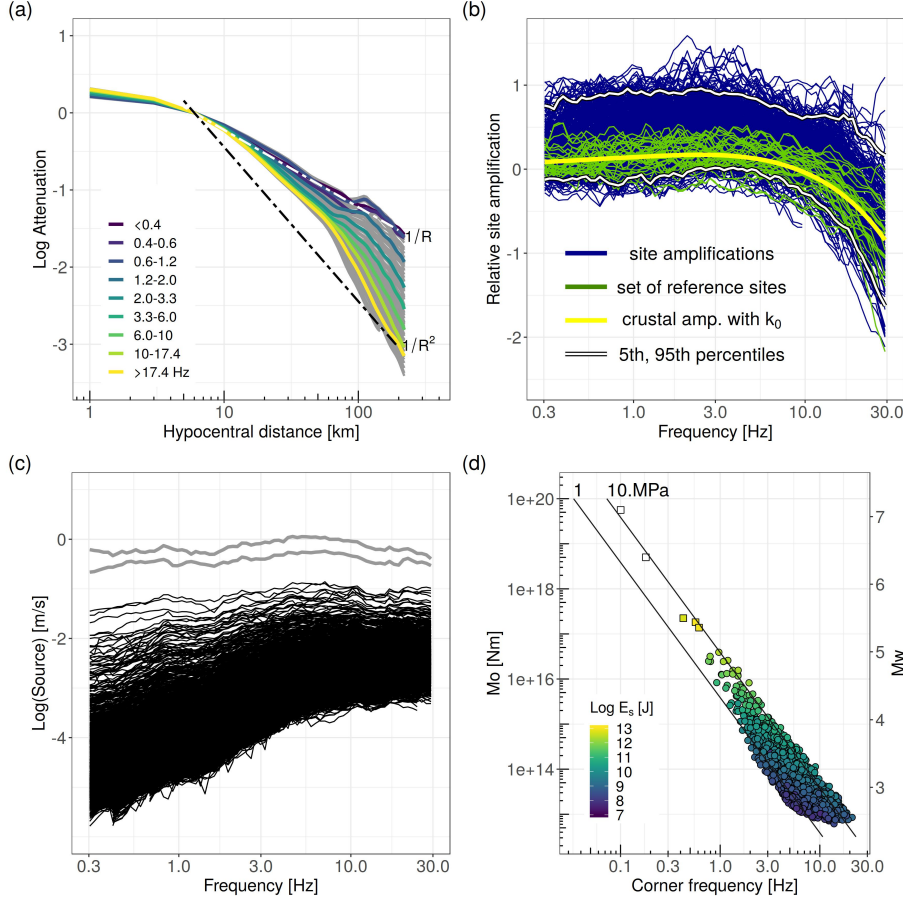 (a)
1
0
-1
-2
-3
Log Attenuation
<0.4
0.4-0.6
0.6-1.2
1.2-2.0
2.0-3.3
3.3-6.0
6.0-10
10-17.4
>17.4 Hz
1/R
1/R²
1
10
100
Hypocentral distance [km]
(b)
1
0
-1
-2
Relative site amplification
site amplifications
set of reference sites
crustal amp. with k₀
5th, 95th percentiles
0.3
1.0
3.0
10.0
30.0
Frequency [Hz]
(c)
0
-2
-4
Log(Source) [m/s]
0.3
1.0
3.0
10.0
30.0
Frequency [Hz]
(d)
1
10.MPa
1e+20
1e+18
1e+16
1e+14
Mo [Nm]
7
6
5
4
3
Mw
Log Eₛ [J]
13
12
11
10
9
8
7
0.1
1.0
3.0
10.0
30.0
Corner frequency [Hz]